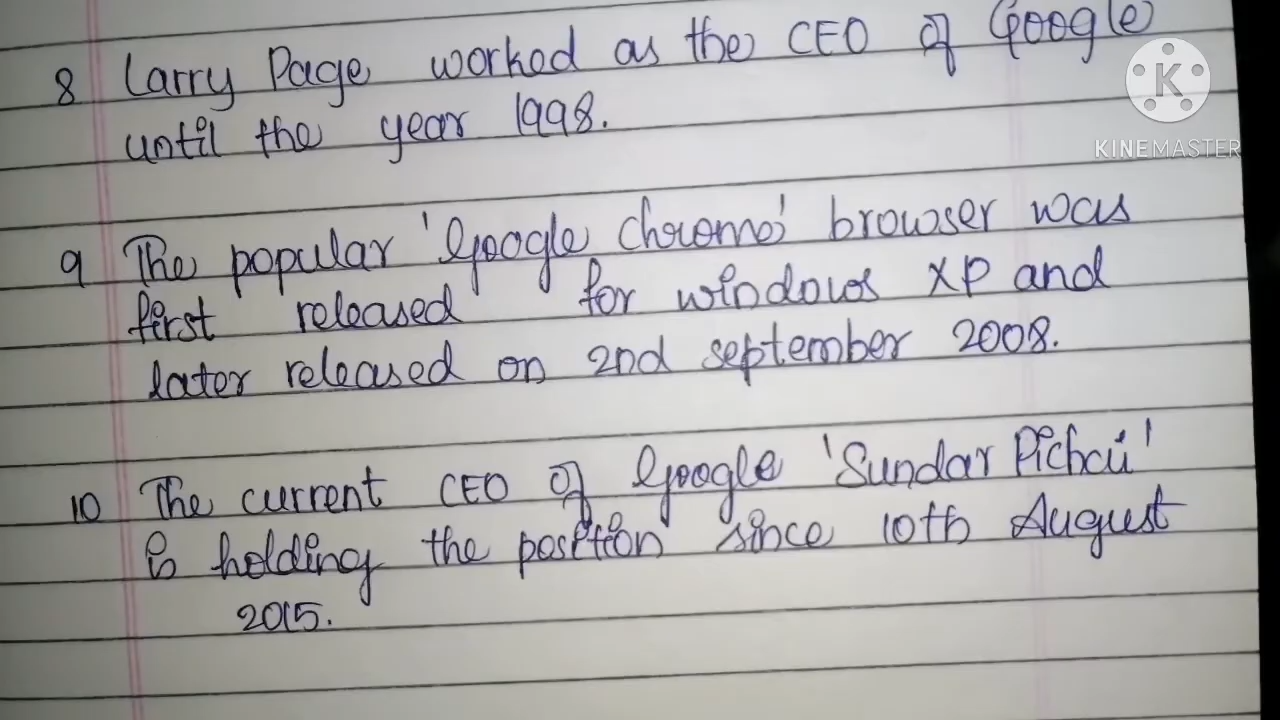 8 Larry Page worked as the CEO of Google
until the year 1998.
9 The popular 'Google Chrome' browser was
first released for windows XP and
later released on 2nd september 2008.
10 The current CEO of Google 'Sundar Pichai'
is holding the position since 10th August
2015.
K
KINEMASTER